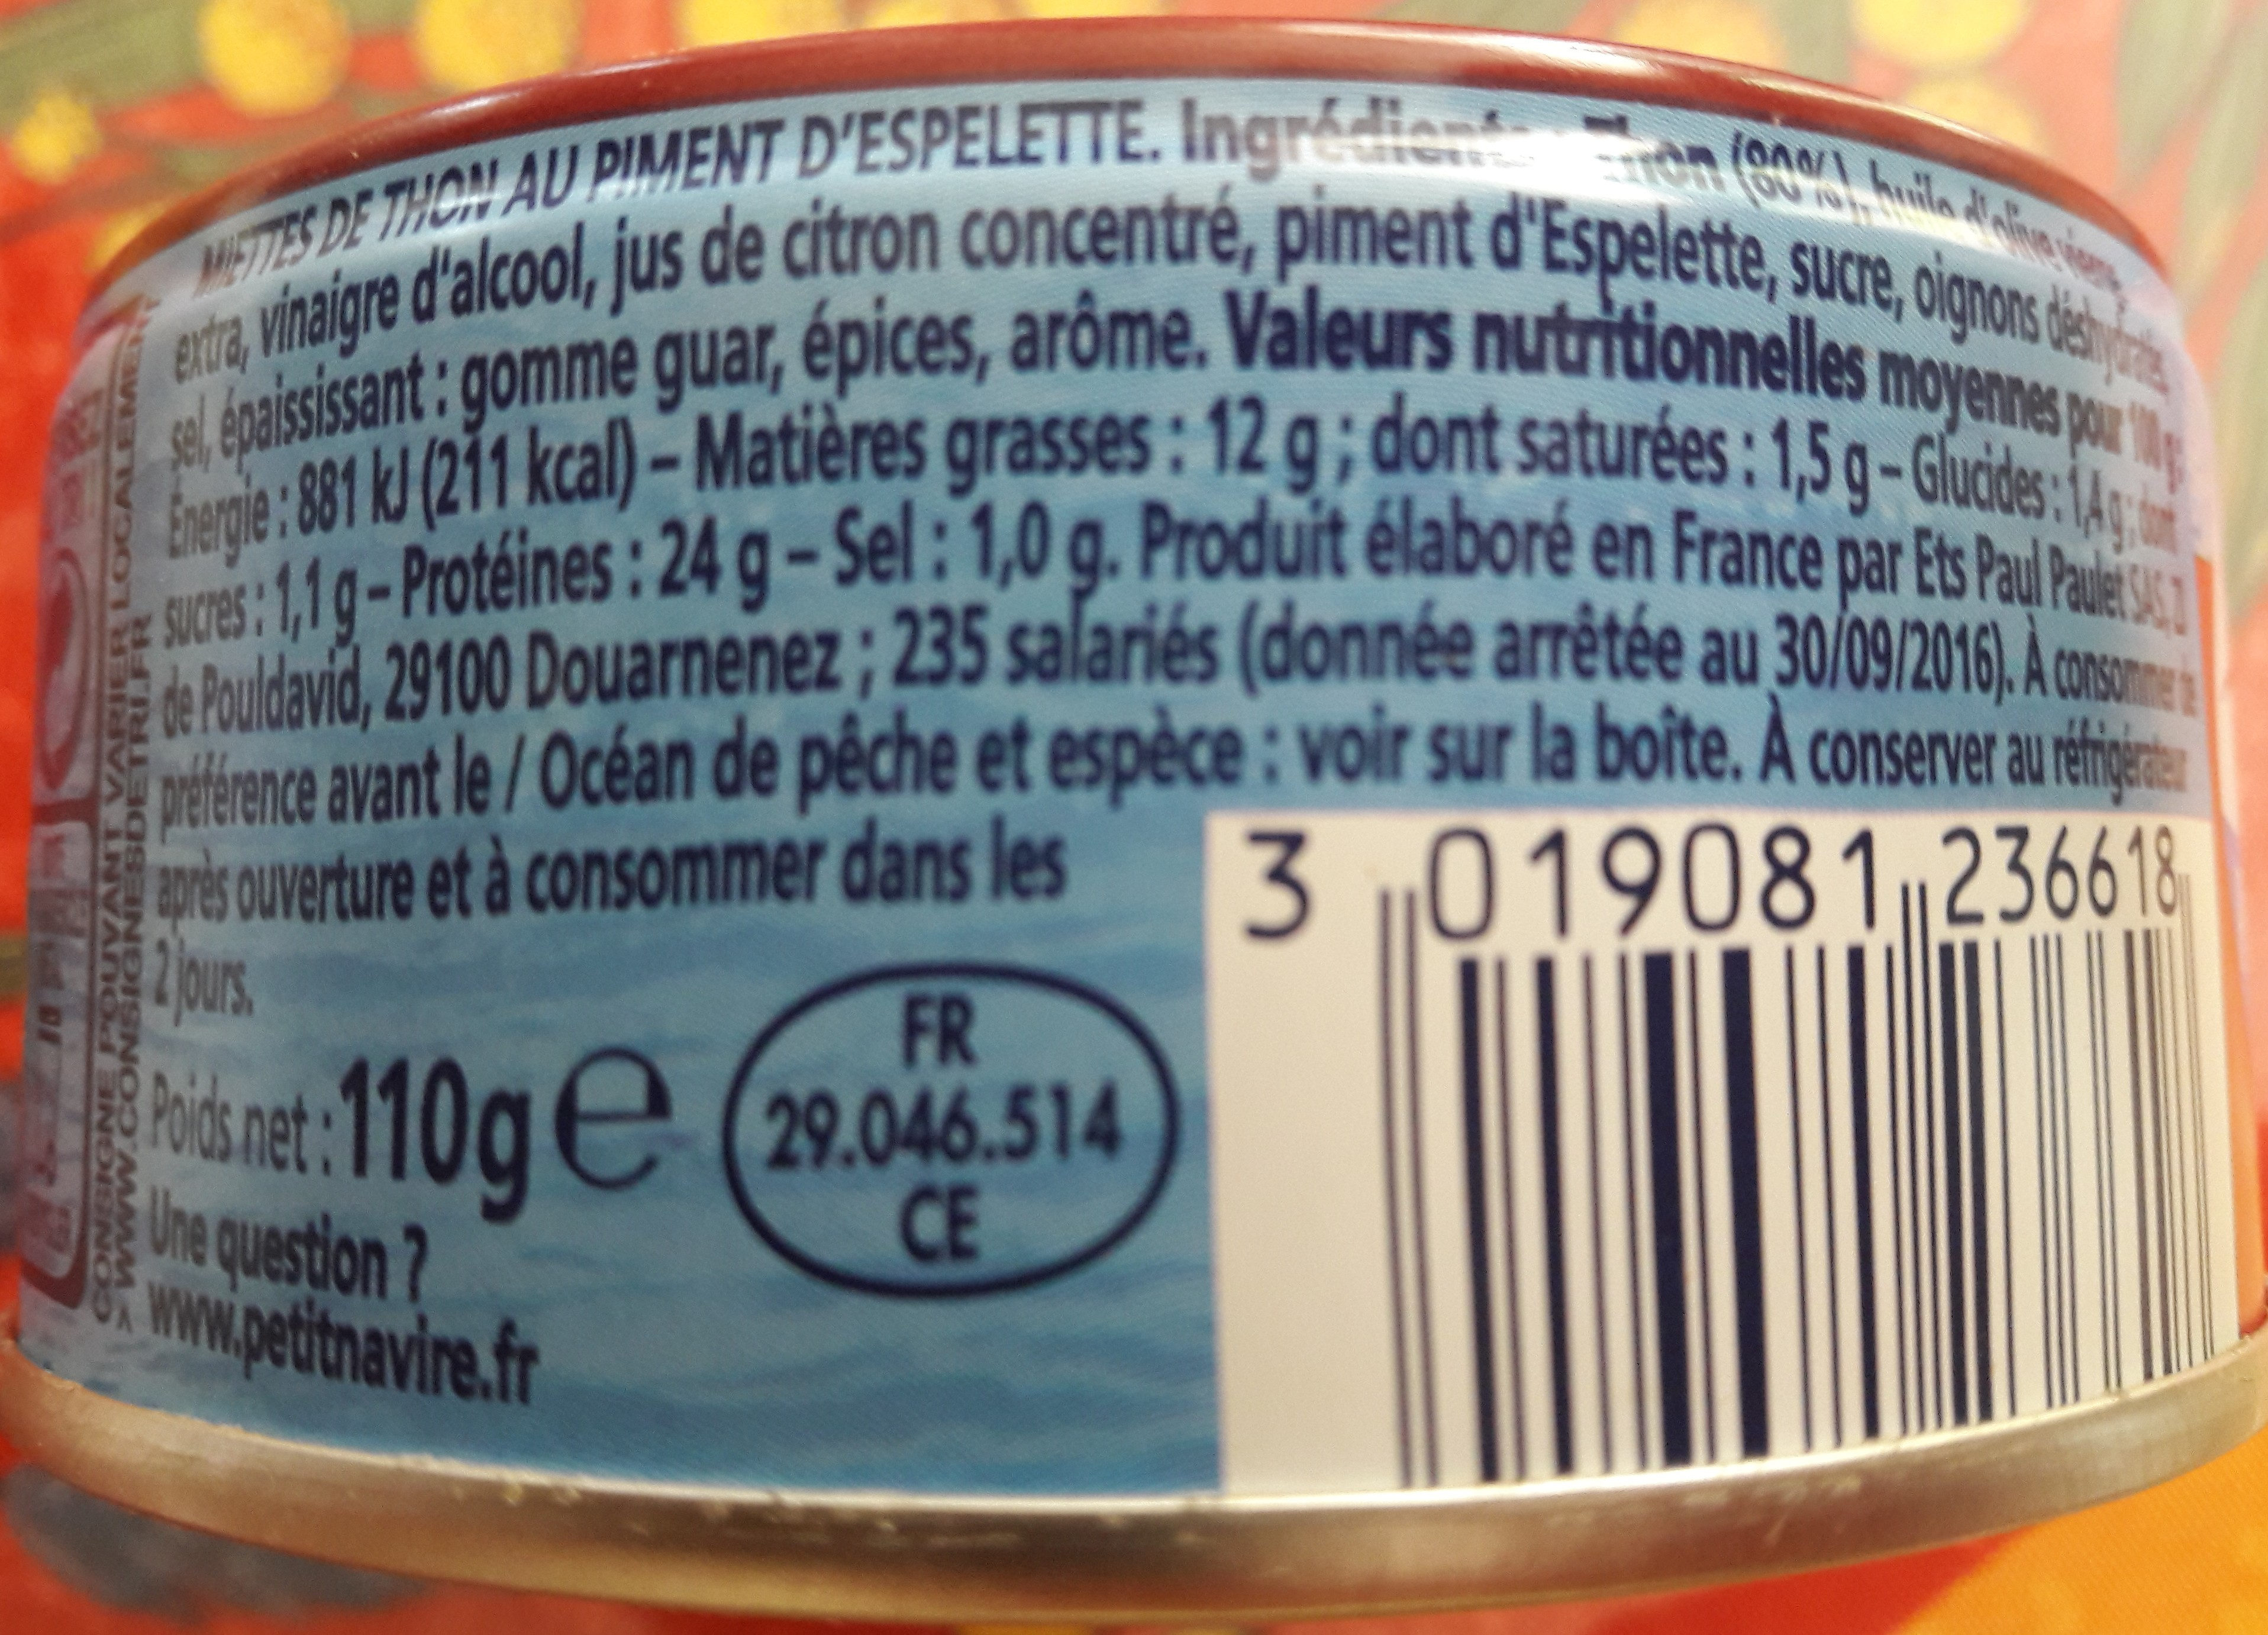 MIETTES DE THON AU PIMENT D'ESPELETTE. Ingrédients : Thon (80%), huile d'olive vierge
extra, vinaigre d'alcool, jus de citron concentré, piment d'Espelette, sucre, oignons déshydratés,
sel, épaississant : gomme guar, épices, arôme. Valeurs nutritionnelles moyennes pour 100 g :
Énergie : 881 kJ (211 kcal) – Matières grasses : 12 g ; dont saturées : 1,5 g – Glucides : 1,4 g ; dont
sucres : 1,1 g – Protéines : 24 g – Sel : 1,0 g. Produit élaboré en France par Ets Paul Paulet SAS, ZI
de Pouldavid, 29100 Douarnenez ; 235 salariés (donnée arrêtée au 30/09/2016). À consommer de
préférence avant le / Océan de pêche et espèce : voir sur la boîte. À conserver au réfrigérateur
après ouverture et à consommer dans les
2 jours.
Poids net : 110g e
FR
29.046.514
CE
Une question ?
www.petitnavire.fr
3 019081 236618
CONSIGNE POUVANT VARIER LOCALEMENT
> WWW.CONSIGNESDETRI.FR